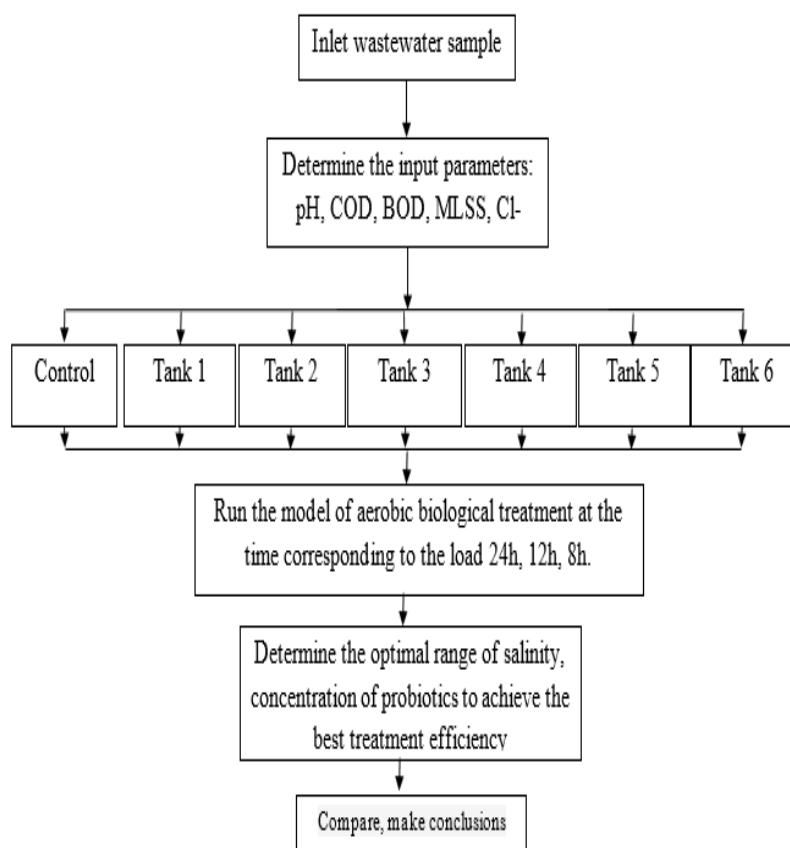 Inlet wastewater sample
Determine the input parameters:
pH, COD, BOD, MLSS, Cl-
Control
Tank 1
Tank 2
Tank 3
Tank 4
Tank 5
Tank 6
Run the model of aerobic biological treatment at the
time corresponding to the load 24h, 12h, 8h.
Determine the optimal range of salinity,
concentration of probiotics to achieve the
best treatment efficiency
Compare, make conclusions